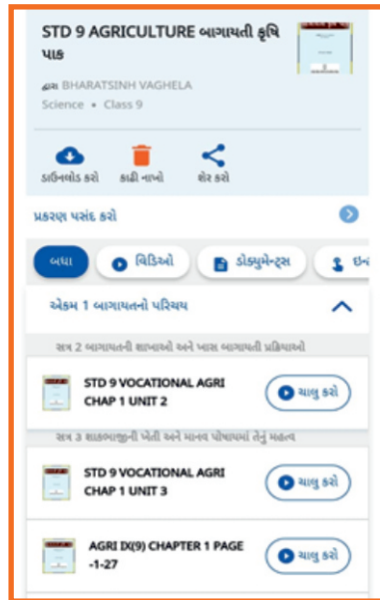 STD 9 AGRICULTURE બાગાયતી કૃષિ
પાક
દ્વારા BHARATSINH VAGHELA
Science • Class 9
ડાઉનલોડ કરો
કાઢી નાખો
શેર કરો
પ્રકરણ પસંદ કરો
બધા
વિડિઓ
ડોક્યુમેન્ટ્સ
એકમ 1 બાગાયતનો પરિચય
સત્ર 2 બાગાયતની શાખાઓ અને ખાસ બાગાયતી પ્રક્રિયાઓ
STD 9 VOCATIONAL AGRI
CHAP 1 UNIT 2
ચાલુ કરો
સત્ર 3 શાકભાજીની ખેતી અને માનવ પોષાયમાં તેનું મહત્વ
STD 9 VOCATIONAL AGRI
CHAP 1 UNIT 3
ચાલુ કરો
AGRI IX(9) CHAPTER 1 PAGE
-1-27
ચાલુ કરો